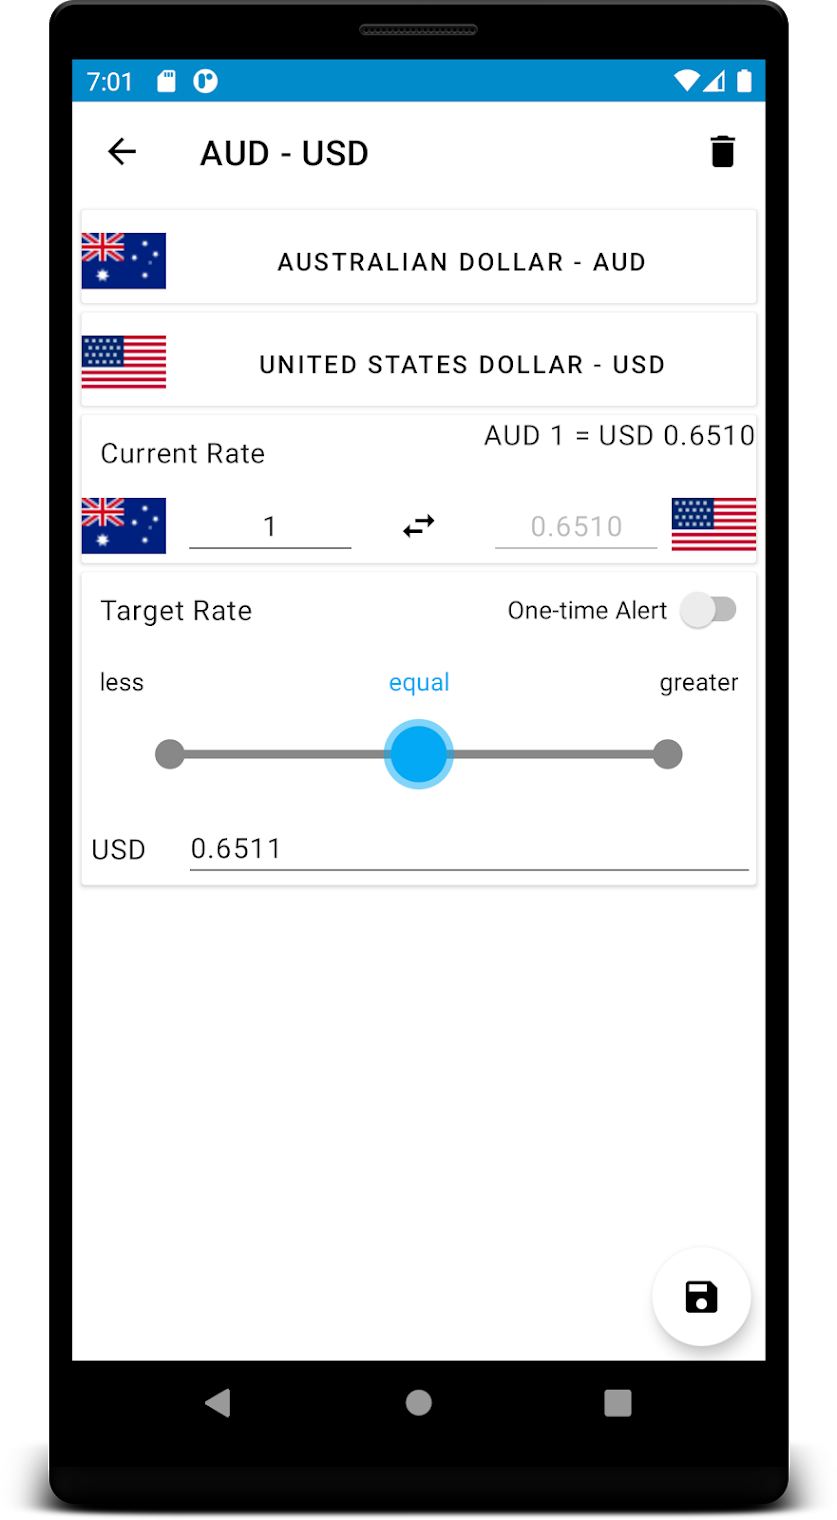 7:01
AUD - USD
AUSTRALIAN DOLLAR - AUD
UNITED STATES DOLLAR - USD
AUD 1 = USD 0.6510
Current Rate
1 0.6510
Target Rate One-time Alert
less equal greater
USD 0.6511